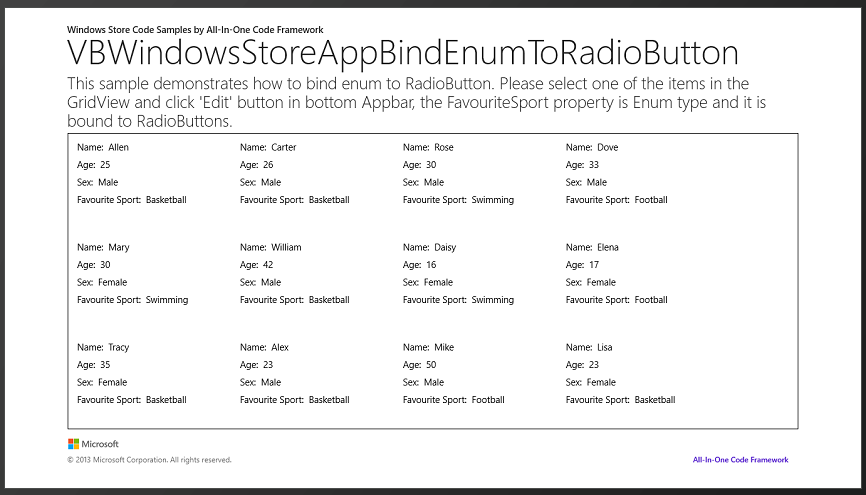 Windows Store Code Samples by All-In-One Code Framework
VBWindowsStoreAppBindEnumToRadioButton
This sample demonstrates how to bind enum to RadioButton. Please select one of the items in the
GridView and click 'Edit' button in bottom Appbar, the FavouriteSport property is Enum type and it is
bound to RadioButtons.
Name: Allen
Age: 25
Sex: Male
Favourite Sport: Basketball
Name: Carter
Age: 26
Sex: Male
Favourite Sport: Basketball
Name: Rose
Age: 30
Sex: Male
Favourite Sport: Swimming
Name: Dove
Age: 33
Sex: Male
Favourite Sport: Football
Name: Mary
Age: 30
Sex: Female
Favourite Sport: Swimming
Name: William
Age: 42
Sex: Male
Favourite Sport: Basketball
Name: Daisy
Age: 16
Sex: Female
Favourite Sport: Swimming
Name: Elena
Age: 17
Sex: Female
Favourite Sport: Football
Name: Tracy
Age: 35
Sex: Female
Favourite Sport: Basketball
Name: Alex
Age: 23
Sex: Male
Favourite Sport: Basketball
Name: Mike
Age: 50
Sex: Male
Favourite Sport: Football
Name: Lisa
Age: 23
Sex: Female
Favourite Sport: Basketball
Microsoft
© 2013 Microsoft Corporation. All rights reserved.
All-In-One Code Framework